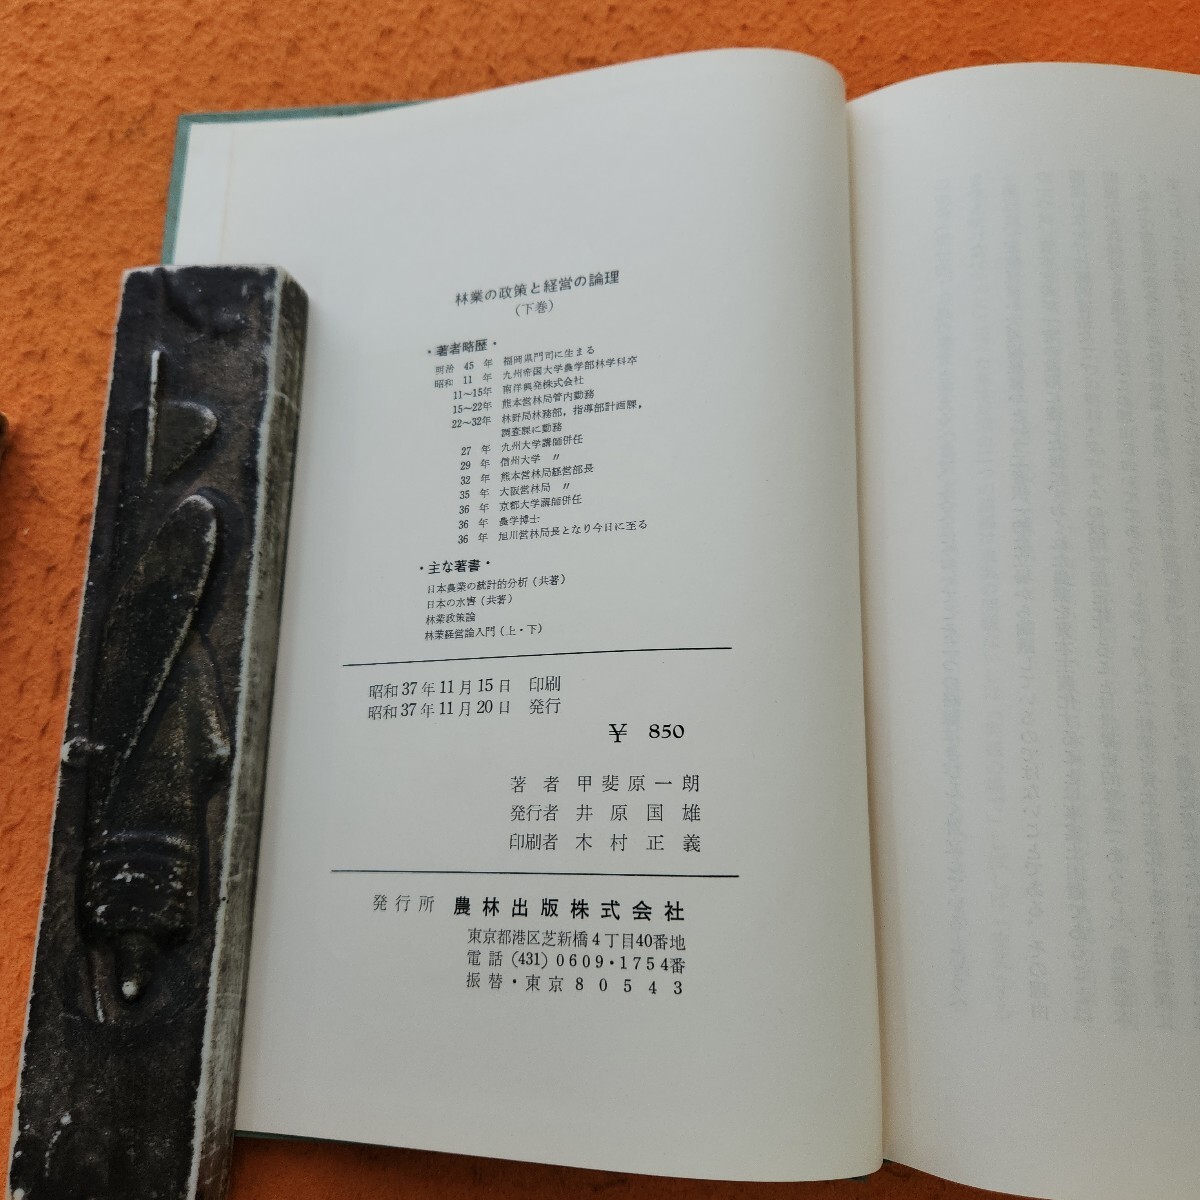 林業の政策と経営の論理
(下巻)
・著者略歴・
明治 45 年 福岡県門司に生まる
昭和 11 年 九州帝国大学農学部林学科卒
11〜15年 南洋興発株式会社
15〜22年 熊本営林局管内勤務
22〜32年 林野局林務部，指導部計画課，
調査課に勤務
27 年 九州大学講師併任
29 年 信州大学 〃
32 年 熊本営林局経営部長
35 年 大阪営林局 〃
36 年 京都大学講師併任
36 年 農学博士
36 年 旭川営林局長となり今日に至る
・主な著書・
日本農業の統計的分析(共著)
日本の水害(共著)
林業政策論
林業経営論入門(上・下)
昭和37年11月15日 印刷
昭和37年11月20日 発行
¥ 850
著者 甲斐原一朗
発行者 井原国雄
印刷者 木村正義
発行所 農林出版株式会社
東京都港区芝新橋4丁目40番地
電話(431)0609・1754番
振替・東京80543